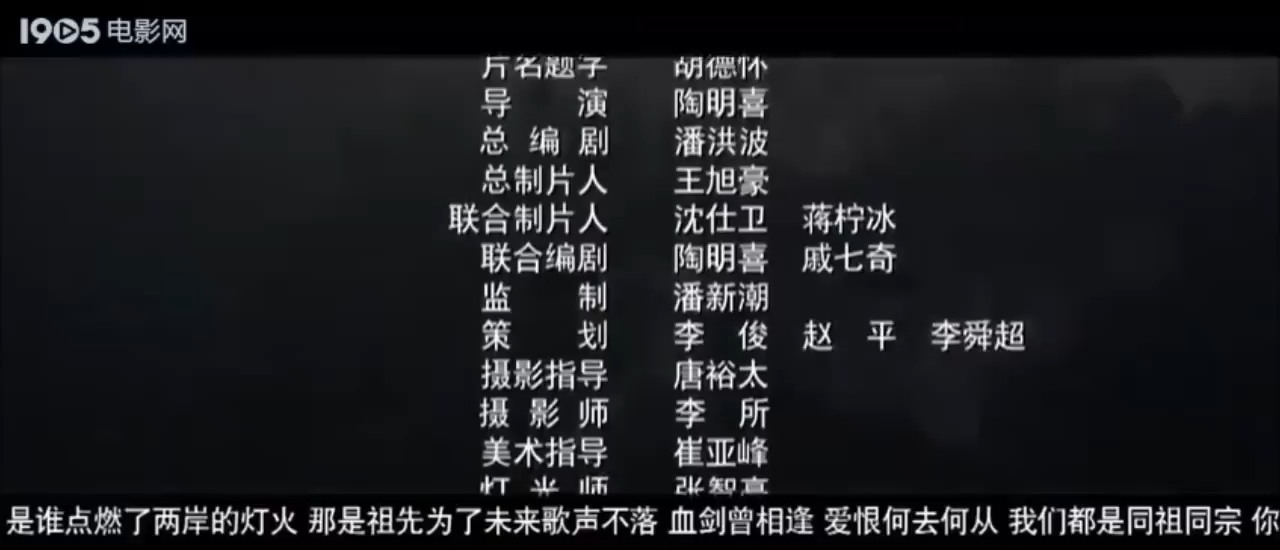 1905电影网
片名题字 胡德怀
导 演 陶明喜
总 编 剧 潘洪波
总制片人 王旭豪
联合制片人 沈仕卫 蒋柠冰
联合编剧 陶明喜 戚七奇
监 制 潘新潮
策 划 李 俊 赵 平 李舜超
摄影指导 唐裕太
摄 影 师 李 所
美术指导 崔亚峰
灯 光 师 张智亮
是谁点燃了两岸的灯火 那是祖先为了未来歌声不落 血剑曾相逢 爱恨何去何从 我们都是同祖同宗 你